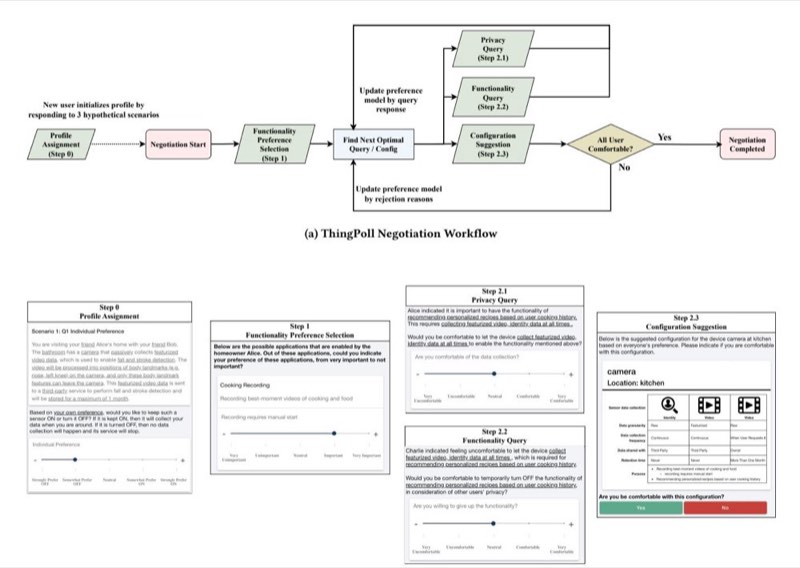 New user initializes profile by
responding to 3 hypothetical scenarios
Profile
Assignment
(Step 0)
Negotiation Start
Functionality
Preference
Selection
(Step 1)
Update preference
model by query
response
Find Next Optimal
Query / Config
Update preference model
by rejection reasons
Privacy
Query
(Step 2.1)
Functionality
Query
(Step 2.2)
Configuration
Suggestion
(Step 2.3)
All User
Comfortable?
Yes
No
Negotiation
Completed
(a) ThingPoll Negotiation Workflow
Step 0
Profile Assignment
Scenario 1: Q1 Individual Preference
You are visiting your friend Alice's home with your friend Bob.
The bathroom has a camera that passively collects featurized
video data, which is used to enable fall and stroke detection. The
video will be processed into positions of body landmarks (e.g.
nose, left knee) on the camera, and only these body landmark
features can leave the camera. This featurized video data is sent
to a third-party service to perform fall and stroke detection and
will be stored for a maximum of 1 month.
Based on your own preference, would you like to keep such a
sensor ON or turn it OFF? If it is kept ON, then it will collect your
data when you are around. If it is turned OFF, then no data
collection will happen and its service will stop.
Individual Preference
- +
Strongly Prefer
OFF
Somewhat Prefer
OFF
Neutral
Somewhat Prefer
ON
Strongly Prefer
ON
Step 1
Functionality Preference Selection
Below are the possible applications that are enabled by the
homeowner Alice. Out of these applications, could you indicate
your preference of these applications, from very important to not
important?
Cooking Recording
Recording best-moment videos of cooking and food
Recording requires manual start
- +
Very
Unimportant
Unimportant
Neutral
Important
Very Important
Step 2.1
Privacy Query
Alice indicated it is important to have the functionality of
recommending personalized recipes based on user cooking history.
This requires collecting featurized video, identity data at all times.
Would you be comfortable to let the device collect featurized video,
identity data at all times to enable the functionality mentioned above?
Are you comfortable of the data collection?
- +
Very
Uncomfortable
Uncomfortable
Neutral
Comfortable
Very
Comfortable
Step 2.2
Functionality Query
Charlie indicated feeling uncomfortable to let the device collect
featurized video, identity data at all times, which is required for
recommending personalized recipes based on user cooking history.
Would you be comfortable to temporarily turn OFF the functionality of
recommending personalized recipes based on user cooking history,
in consideration of other users' privacy?
Are you willing to give up the functionality?
- +
Very
Uncomfortable
Uncomfortable
Neutral
Comfortable
Very
Comfortable
Step 2.3
Configuration Suggestion
Below is the suggested configuration for the device camera at kitchen
based on everyone's preference. Please indicate if you are comfortable
with this configuration.
camera
Location: kitchen
Sensor data collection
Identity
Video
Video
Data granularity
Raw
Featurized
Raw
Data collection
frequency
Continuous
Continuous
When User Requests It
Data shared with
Third Party
Third Party
Owner
Retention time
Never
Never
More Than One Month
Purpose
Recording best-moment videos of cooking and food
recording requires manual start
Recommending personalized recipes based on user cooking history
Are you comfortable with this configuration?
Yes
No